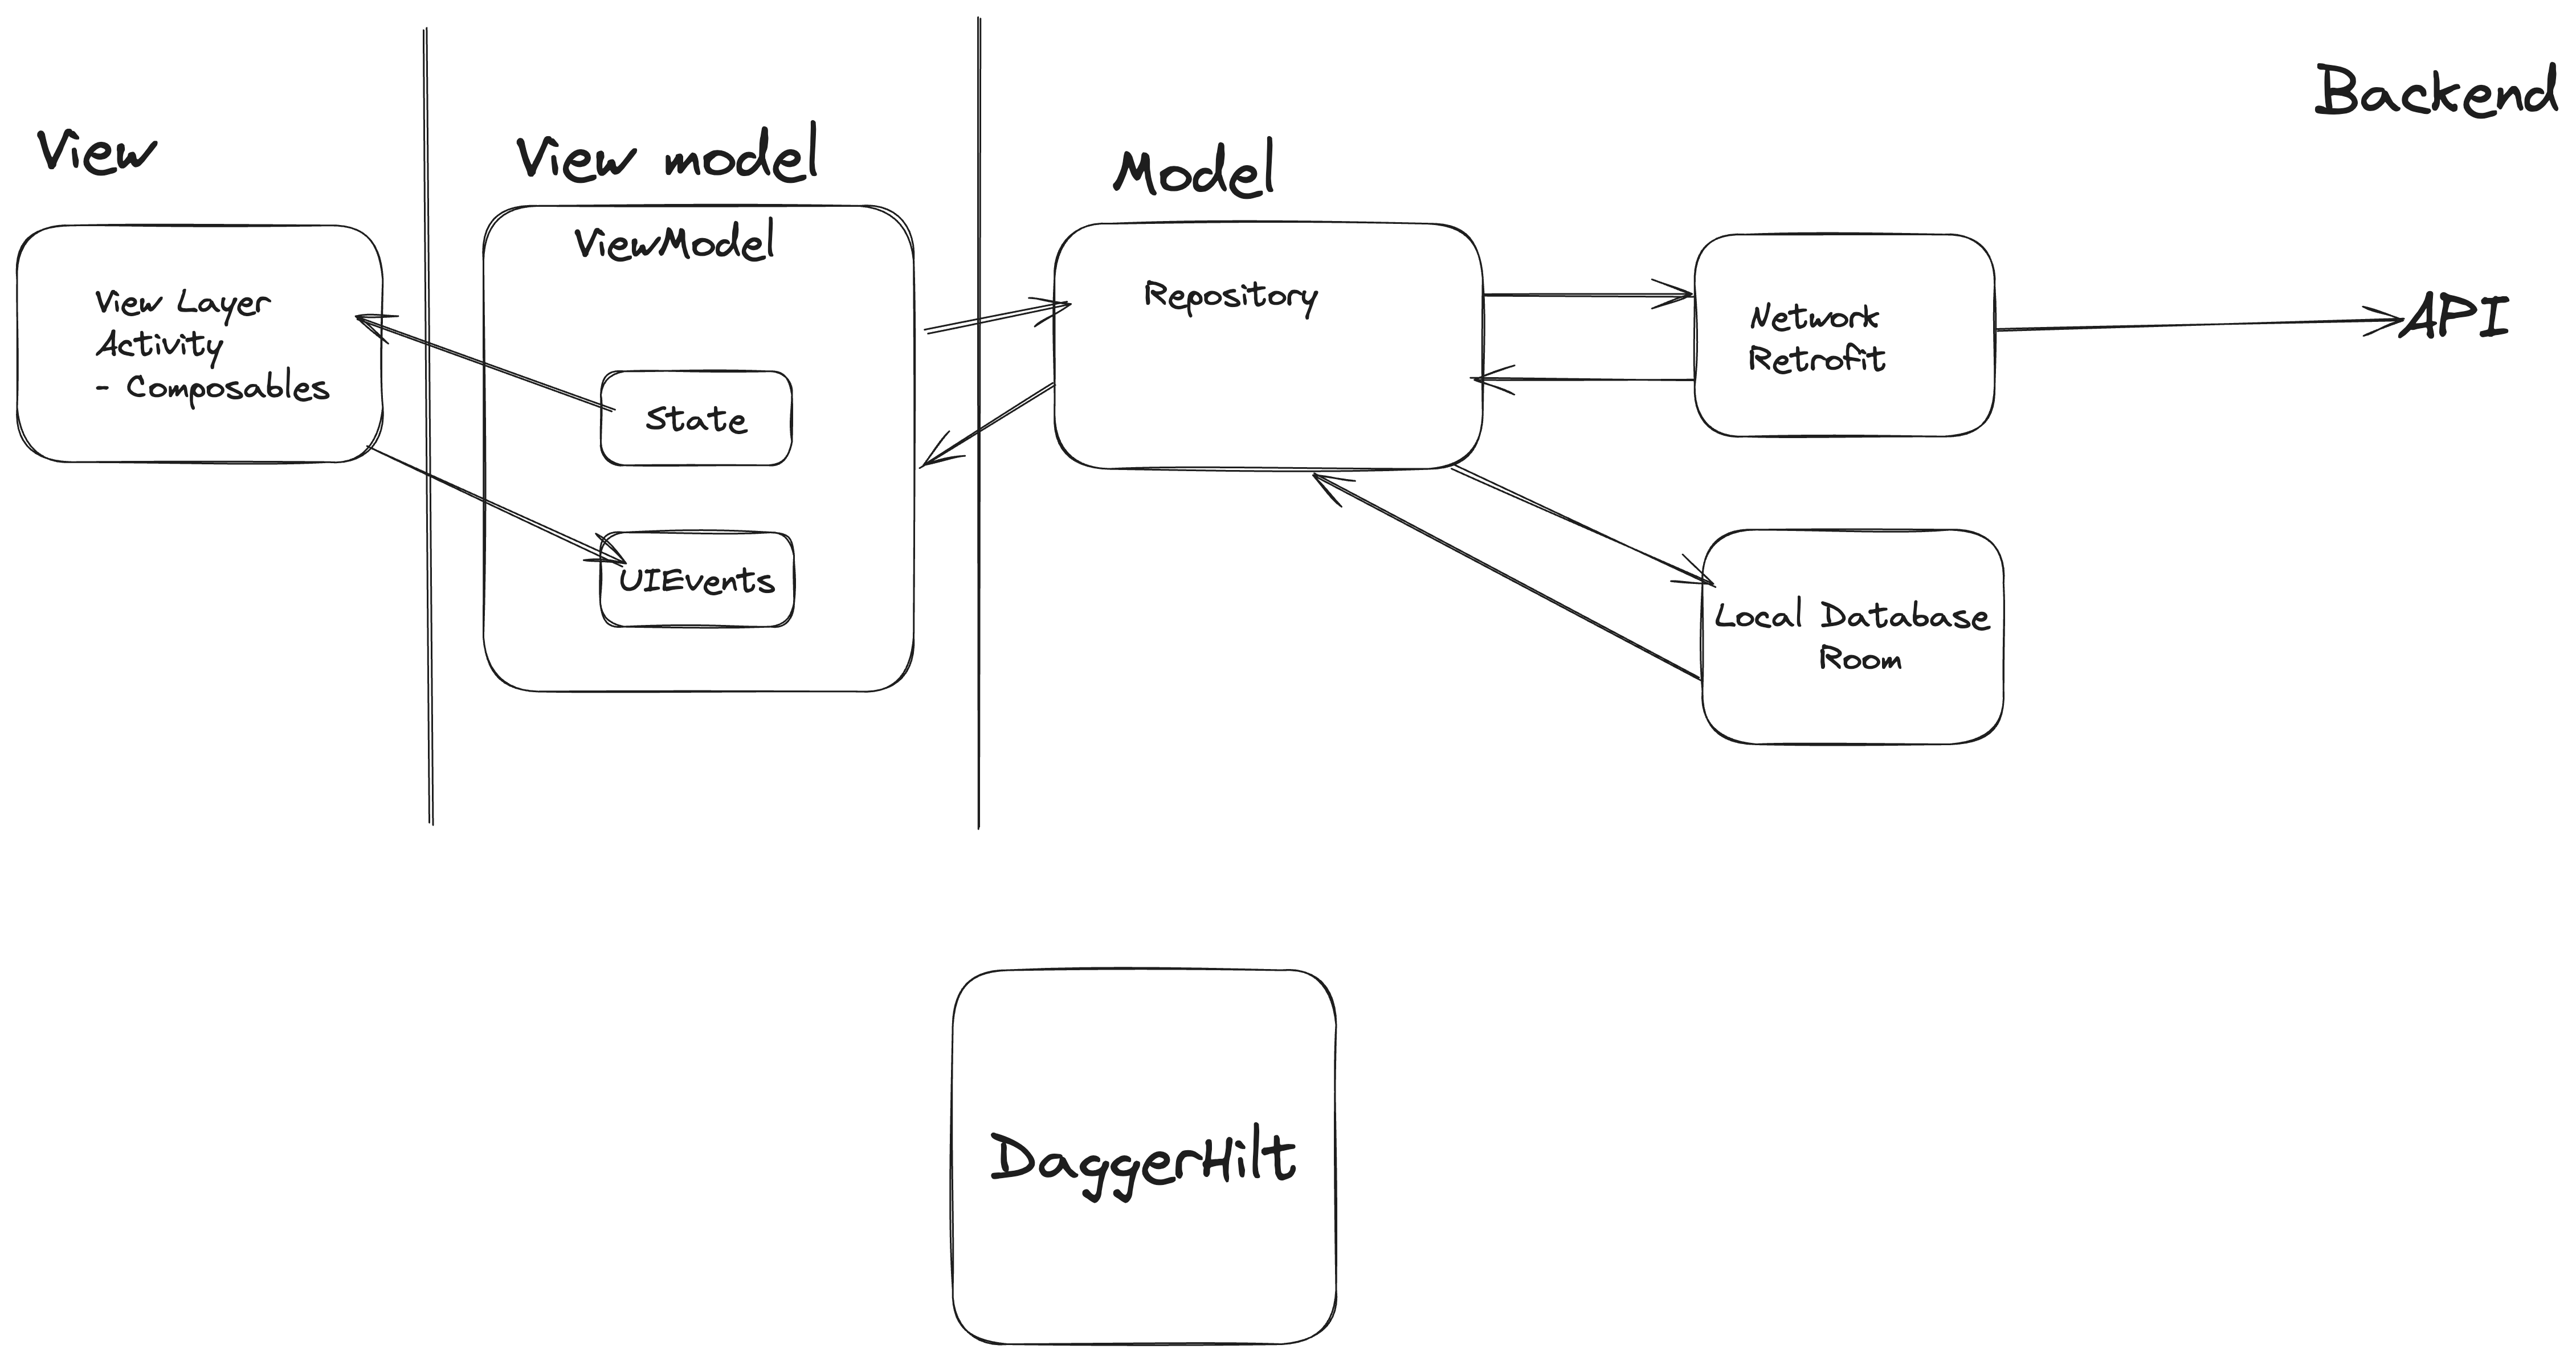 Backend
View
View model
Model
ViewModel
View Layer
Activity
- Composables
State
UIEvents
Repository
Network
Retrofit
API
Local Database
Room
DaggerHilt